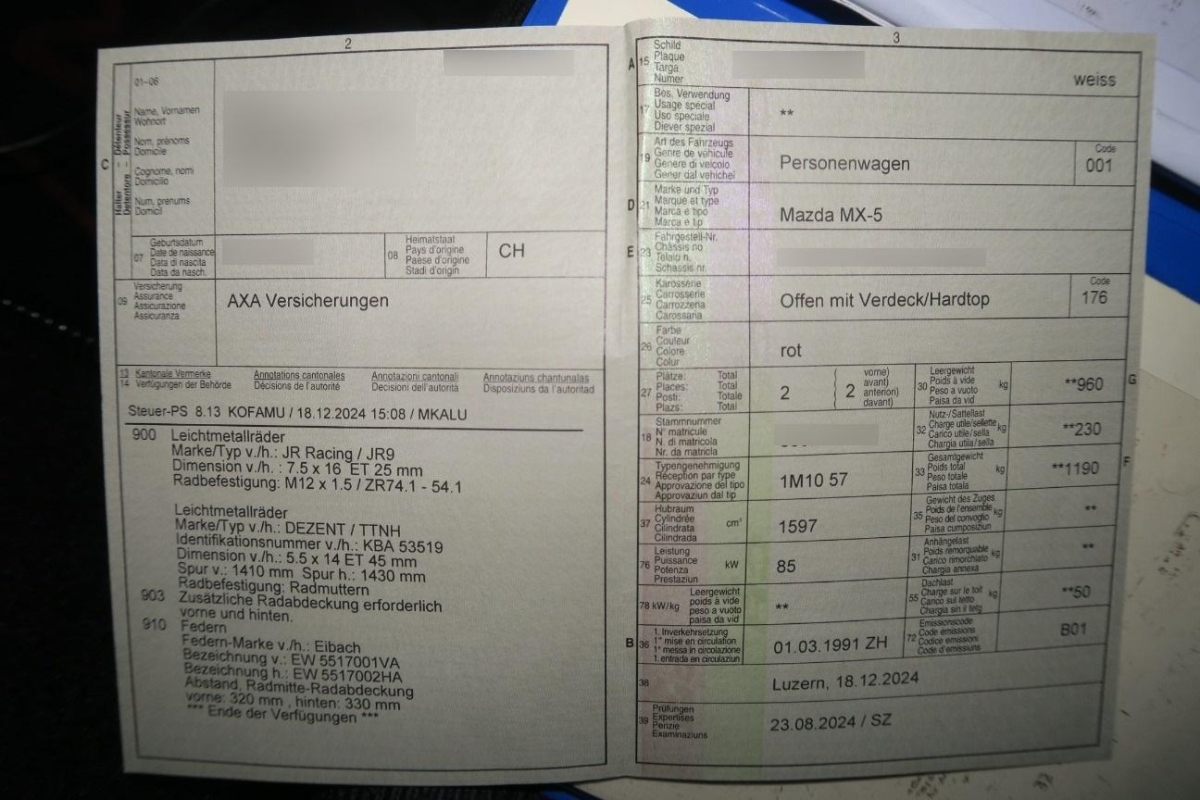 2
01–06
Halter Détenteur
Detentore – Possessur
C
Name, Vornamen
Wohnort
Nom, prénoms
Domicile
Cognome, nomi
Domicilio
Num, prenums
Domicil
07
Geburtsdatum
Date de naissance
Data di nascita
Data da nasch.
08
Heimatstaat
Pays d'origine
Paese d'origine
Stadi d'origin
CH
09
Versicherung
Assurance
Assicurazione
Assicuranza
AXA Versicherungen
13 Kantonale Vermerke Annotations cantonales Annotazioni cantonali Annotaziuns chantunalas
14 Verfügungen der Behörde Décisions de l'autorité Decisioni dell'autorità Disposiziuns da l'autoritad
Steuer-PS 8.13 KOFAMU / 18.12.2024 15:08 / MKALU
900 Leichtmetallräder
Marke/Typ v./h.: JR Racing / JR9
Dimension v./h. : 7.5 x 16 ET 25 mm
Radbefestigung: M12 x 1.5 / ZR74.1 - 54.1
Leichtmetallräder
Marke/Typ v./h.: DEZENT / TTNH
Identifikationsnummer v./h.: KBA 53519
Dimension v./h.: 5.5 x 14 ET 45 mm
Spur v.: 1410 mm Spur h.: 1430 mm
Radbefestigung: Radmuttern
903 Zusätzliche Radabdeckung erforderlich
vorne und hinten.
910 Federn
Federn-Marke v./h.: Eibach
Bezeichnung v.: EW 5517001VA
Bezeichnung h.: EW 5517002HA
Abstand, Radmitte-Radabdeckung
vorne: 320 mm , hinten: 330 mm
*** Ende der Verfügungen ***
3
A 15
Schild
Plaque
Targa
Numer
weiss
17
Bes. Verwendung
Usage spécial
Uso speciale
Diever spezial
**
19
Art des Fahrzeugs
Genre de véhicule
Genere di veicolo
Gener dal vehichel
Personenwagen
Code
001
D 21
Marke und Typ
Marque et type
Marca e tipo
Marca e tip
Mazda MX-5
E 23
Fahrgestell-Nr.
Châssis no
Telaio n.
Schassis nr.
25
Karosserie
Carrosserie
Carrozzeria
Carossaria
Offen mit Verdeck/Hardtop
Code
176
26
Farbe
Couleur
Colore
Colur
rot
27
Plätze: Total
Places: Total
Posti: Totale
Plazs: Total
2
2
vorne)
avant)
anteriori)
davant)
30
Leergewicht
Poids à vide
Peso a vuoto
Paisa da vid
kg
**960
G
18
Stammnummer
N° matricule
N. di matricola
Nr. da matricla
32
Nutz-/Sattellast
Charge utile/sellette
Carico utile/sella
Chargia utila/sella
kg
**230
24
Typengenehmigung
Réception par type
Approvazione del tipo
Approvaziun dal tip
1M10 57
33
Gesamtgewicht
Poids total
Peso totale
Paisa totala
kg
**1190
F
37
Hubraum
Cylindrée
Cilindrata
Cilindrada
cm³
1597
35
Gewicht des Zuges
Poids de l'ensemble
Peso del convoglio
Paisa cumposiziun
kg
**
76
Leistung
Puissance
Potenza
Prestaziun
kW
85
31
Anhängelast
Poids remorquable
Carico rimorchiato
Chargia annexa
kg
**
78 kW/kg
Leergewicht
poids à vide
peso a vuoto
paisa da vid
**
55
Dachlast
Charge sur le toit
Carico sul tetto
Chargia sin il tetg
kg
**50
B 36
1. Inverkehrsetzung
1re mise en circulation
1a messa in circolazione
1. entrada en circulaziun
01.03.1991 ZH
72
Emissionscode
Code émissions
Codice emissioni
Code d'emissiuns
B01
38
Luzern, 18.12.2024
39
Prüfungen
Expertises
Perizie
Examinaziuns
23.08.2024 / SZ